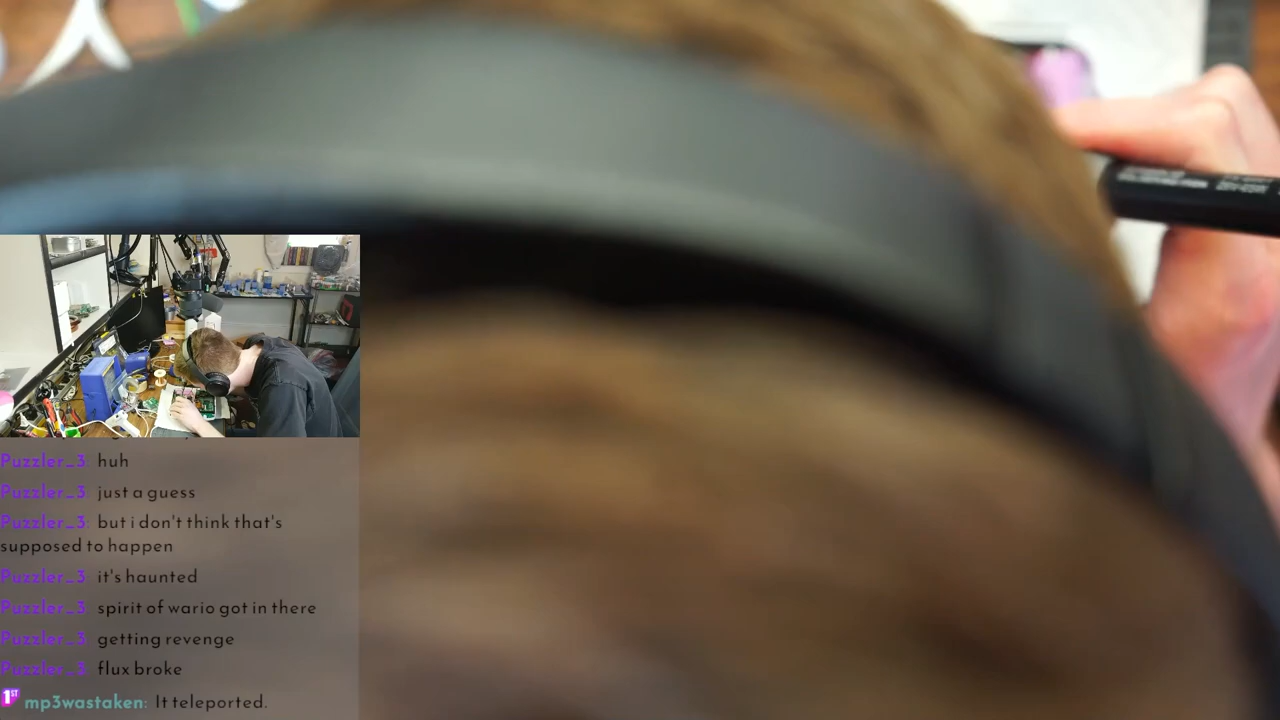 Puzzler_3: huh
Puzzler_3: just a guess
Puzzler_3: but i don't think that's
supposed to happen
Puzzler_3: it's haunted
Puzzler_3: spirit of wario got in there
Puzzler_3: getting revenge
Puzzler_3: flux broke
1ST mp3wastaken: It teleported.